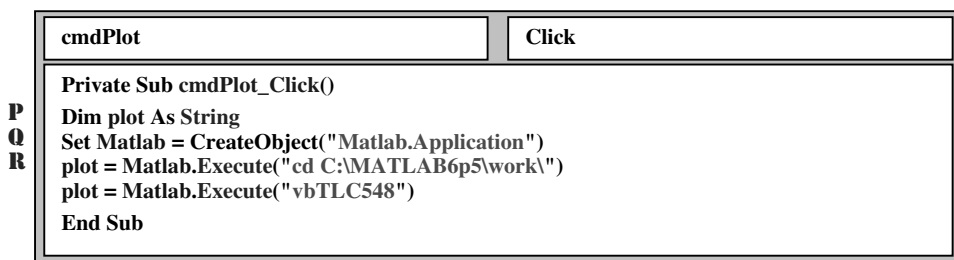 cmdPlot
Click
Private Sub cmdPlot_Click()
P
Dim plot As String
Q
Set Matlab = CreateObject("Matlab.Application")
R
plot = Matlab.Execute("cd C:\MATLAB6p5\work\")
plot = Matlab.Execute("vbTLC548")
End Sub